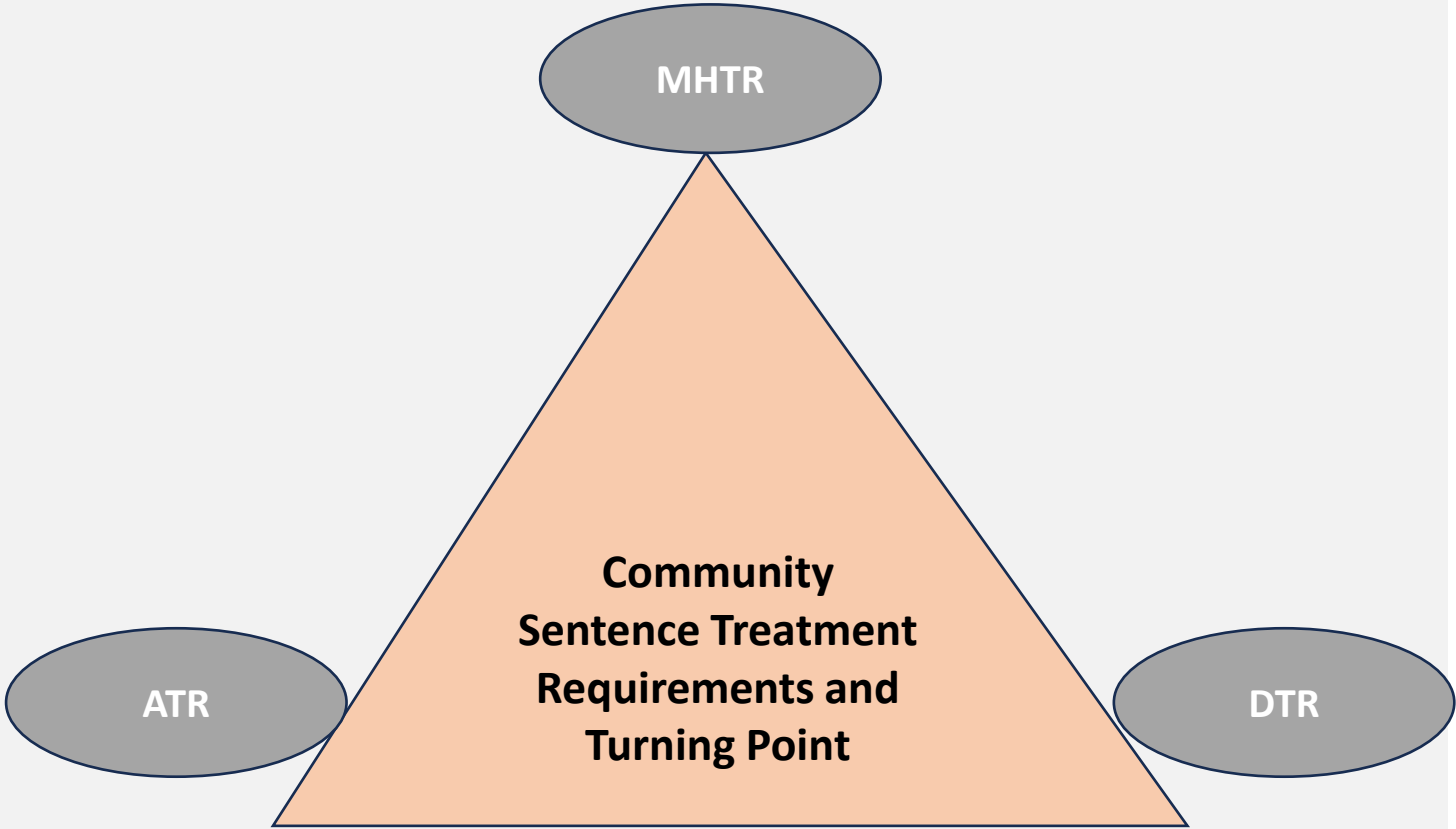 MHTR
Community
Sentence Treatment
Requirements and
Turning Point
ATR
DTR